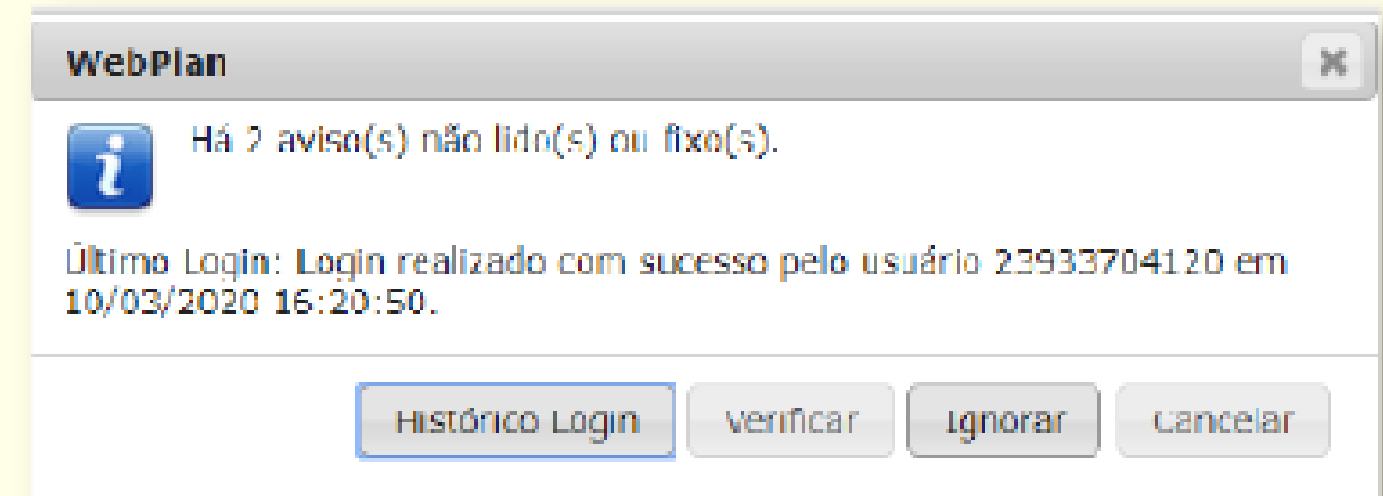 WebPlan
Há 2 aviso(s) não lido(s) ou fixo(s).
Último Login: Login realizado com sucesso pelo usuário 23933704120 em
10/03/2020 16:20:50.
Histórico Login
Verificar
Ignorar
Cancelar